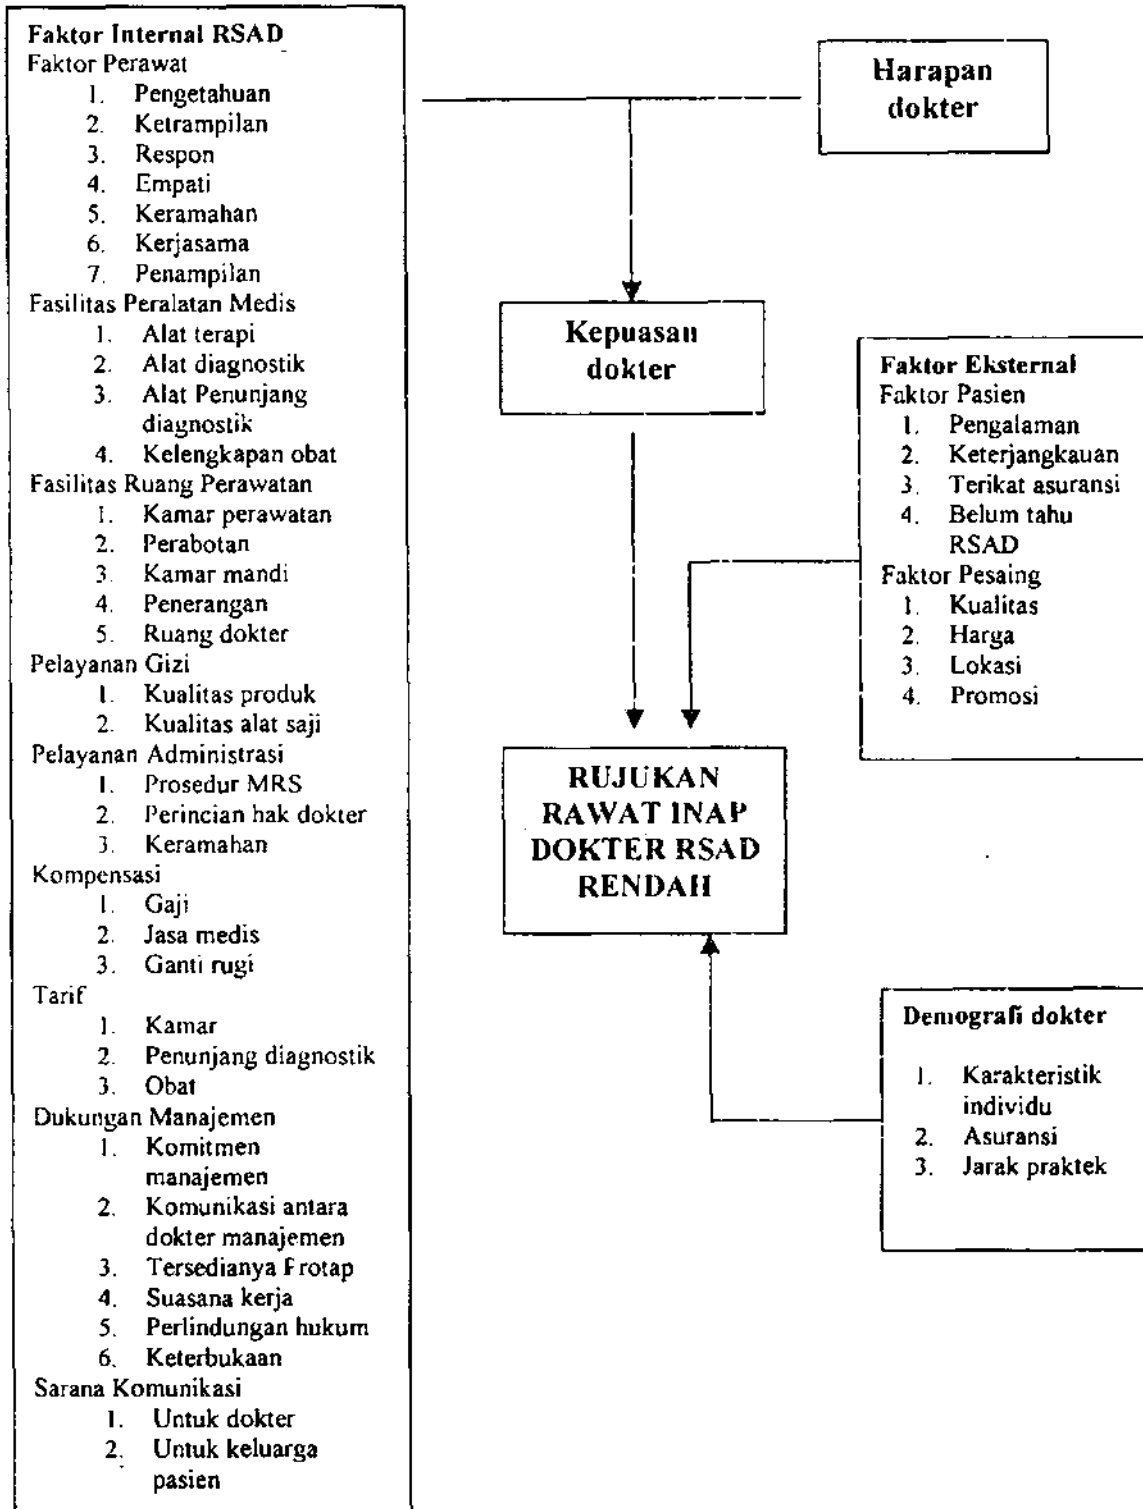 Faktor Internal RSAD
Faktor Perawat
1. Pengetahuan
2. Ketrampilan
3. Respon
4. Empati
5. Keramahan
6. Kerjasama
7. Penampilan
Fasilitas Peralatan Medis
1. Alat terapi
2. Alat diagnostik
3. Alat Penunjang
diagnostik
4. Kelengkapan obat
Fasilitas Ruang Perawatan
1. Kamar perawatan
2. Perabotan
3. Kamar mandi
4. Penerangan
5. Ruang dokter
Pelayanan Gizi
1. Kualitas produk
2. Kualitas alat saji
Pelayanan Administrasi
1. Prosedur MRS
2. Perincian hak dokter
3. Keramahan
Kompensasi
1. Gaji
2. Jasa medis
3. Ganti rugi
Tarif
1. Kamar
2. Penunjang diagnostik
3. Obat
Dukungan Manajemen
1. Komitmen
manajemen
2. Komunikasi antara
dokter manajemen
3. Tersedianya Protap
4. Suasana kerja
5. Perlindungan hukum
6. Keterbukaan
Sarana Komunikasi
1. Untuk dokter
2. Untuk keluarga
pasien
Harapan
dokter
Kepuasan
dokter
Faktor Eksternal
Faktor Pasien
1. Pengalaman
2. Keterjangkauan
3. Terikat asuransi
4. Belum tahu
RSAD
Faktor Pesaing
1. Kualitas
2. Harga
3. Lokasi
4. Promosi
RUJUKAN
RAWAT INAP
DOKTER RSAD
RENDAH
Demografi dokter
1. Karakteristik
individu
2. Asuransi
3. Jarak praktek